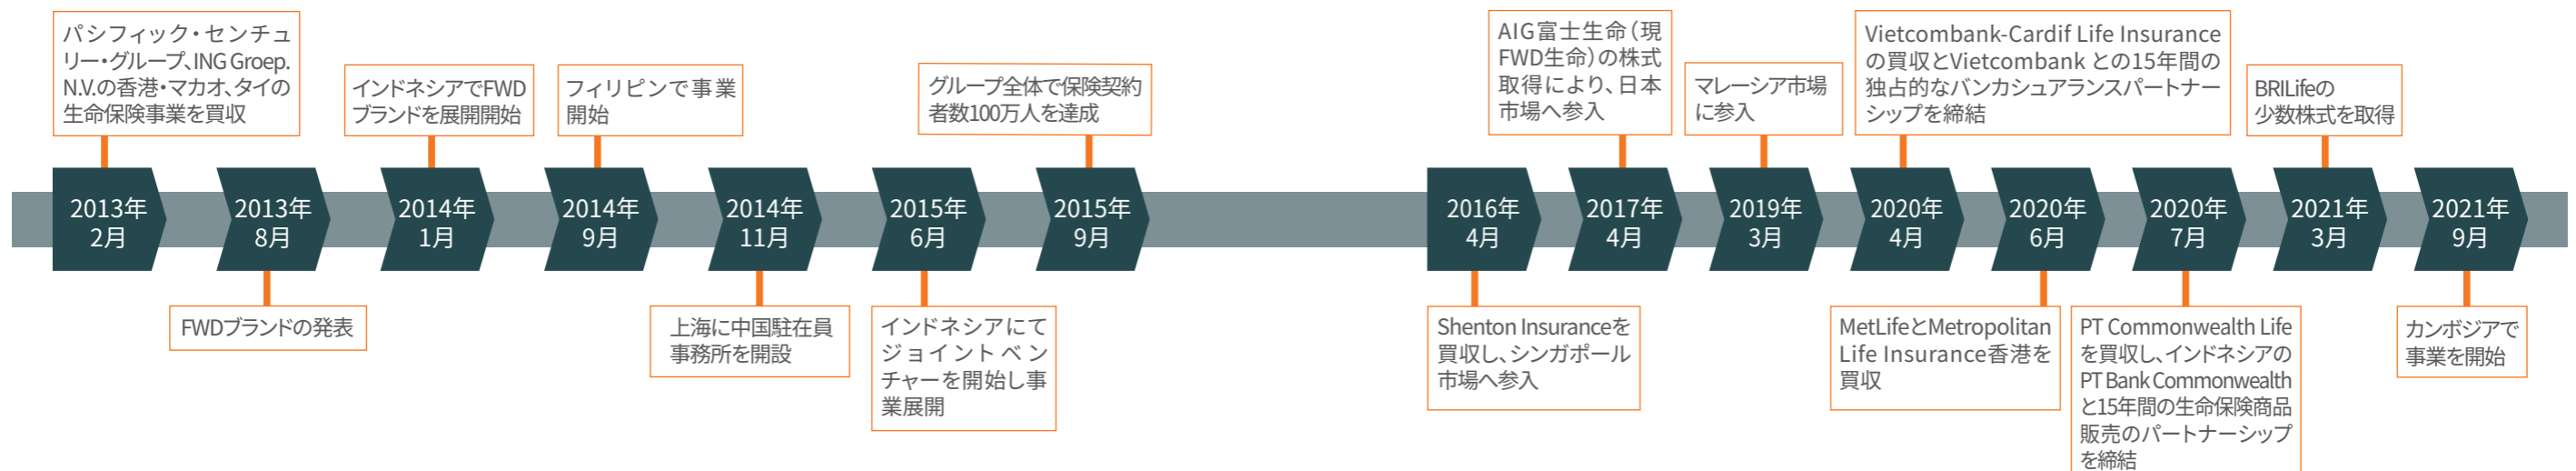 パシフィック・センチュ
リー・グループ、ING Groep.
N.V.の香港・マカオ、タイの
生命保険事業を買収
2013年
2月
2013年
8月
FWDブランドの発表
インドネシアでFWD
ブランドを展開開始
2014年
1月
フィリピンで事業
開始
2014年
9月
2014年
11月
上海に中国駐在員
事務所を開設
2015年
6月
インドネシアにて
ジョイントベン
チャーを開始し事
業展開
グループ全体で保険契約
者数100万人を達成
2015年
9月
2016年
4月
Shenton Insuranceを
買収し、シンガポール
市場へ参入
AIG富士生命(現
FWD生命)の株式
取得により、日本
市場へ参入
2017年
4月
マレーシア市場
に参入
2019年
3月
Vietcombank-Cardif Life Insurance
の買収とVietcombank との15年間の
独占的なバンカシュアランスパートナー
シップを締結
2020年
4月
2020年
6月
MetLifeとMetropolitan
Life Insurance香港を
買収
2020年
7月
PT Commonwealth Life
を買収し、インドネシアの
PT Bank Commonwealth
と15年間の生命保険商品
販売のパートナーシップ
を締結
BRILifeの
少数株式を取得
2021年
3月
2021年
9月
カンボジアで
事業を開始